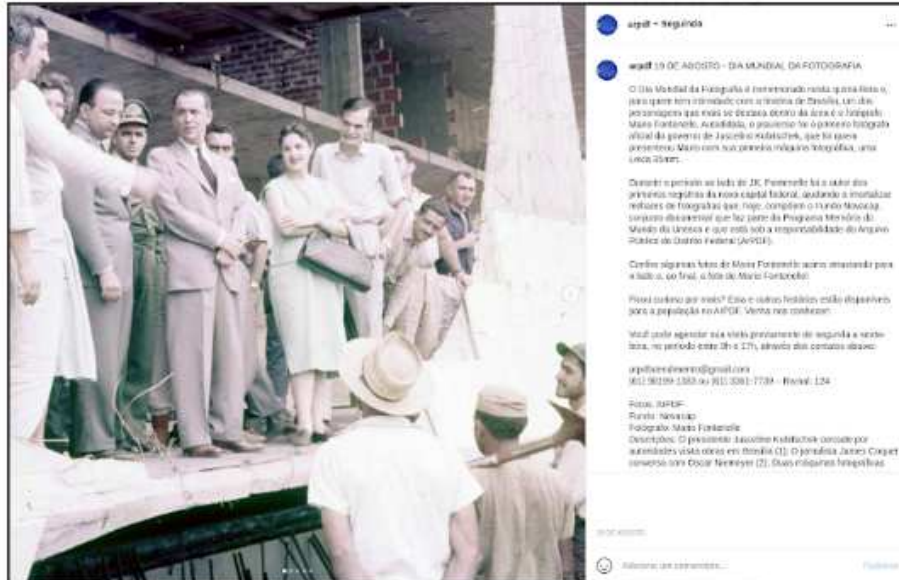 arpdf • Seguindo
arpdf 19 DE AGOSTO - DIA MUNDIAL DA FOTOGRAFIA
O Dia Mundial da Fotografia é comemorado nesta quinta-feira e,
para quem tem intimidade com a história de Brasília, um dos
personagens que mais se destaca dentro da área é o fotógrafo
Mario Fontenelle. Autodidata, o piauiense foi o primeiro fotógrafo
oficial do governo de Juscelino Kubitschek, que foi quem
presenteou Mario com sua primeira máquina fotográfica, uma
Leica 35mm.
Durante o período ao lado de JK, Fontenelle foi o autor dos
primeiros registros da nova capital federal, ajudando a imortalizar
milhares de fotografias que, hoje, compõem o Fundo Novacap,
conjunto documental que faz parte do Programa Memória do
Mundo da Unesco e que está sob a responsabilidade do Arquivo
Público do Distrito Federal (ArPDF).
Confira algumas fotos de Mario Fontenelle acima arrastando para
o lado e, ao final, a foto de Mario Fontenelle!
Ficou curioso por mais? Essa e outras histórias estão disponíveis
para a população no ArPDF. Venha nos conhecer!
Você pode agendar sua visita previamente de segunda a sexta-
feira, no período entre 9h e 17h, através dos contatos abaixo:
arpdfatendimento@gmail.com
ou (61) 3361-7739 - Ramal: 124
Fotos: ArPDF
Fundo: Novacap
Fotógrafo: Mario Fontenelle
Descrições: O presidente Juscelino Kubitschek cercado por
autoridades visita obras em Brasília (1); O jornalista James Coquet
conversa com Oscar Niemeyer (2); Duas máquinas fotográficas
Adicione um comentário...
Publicar